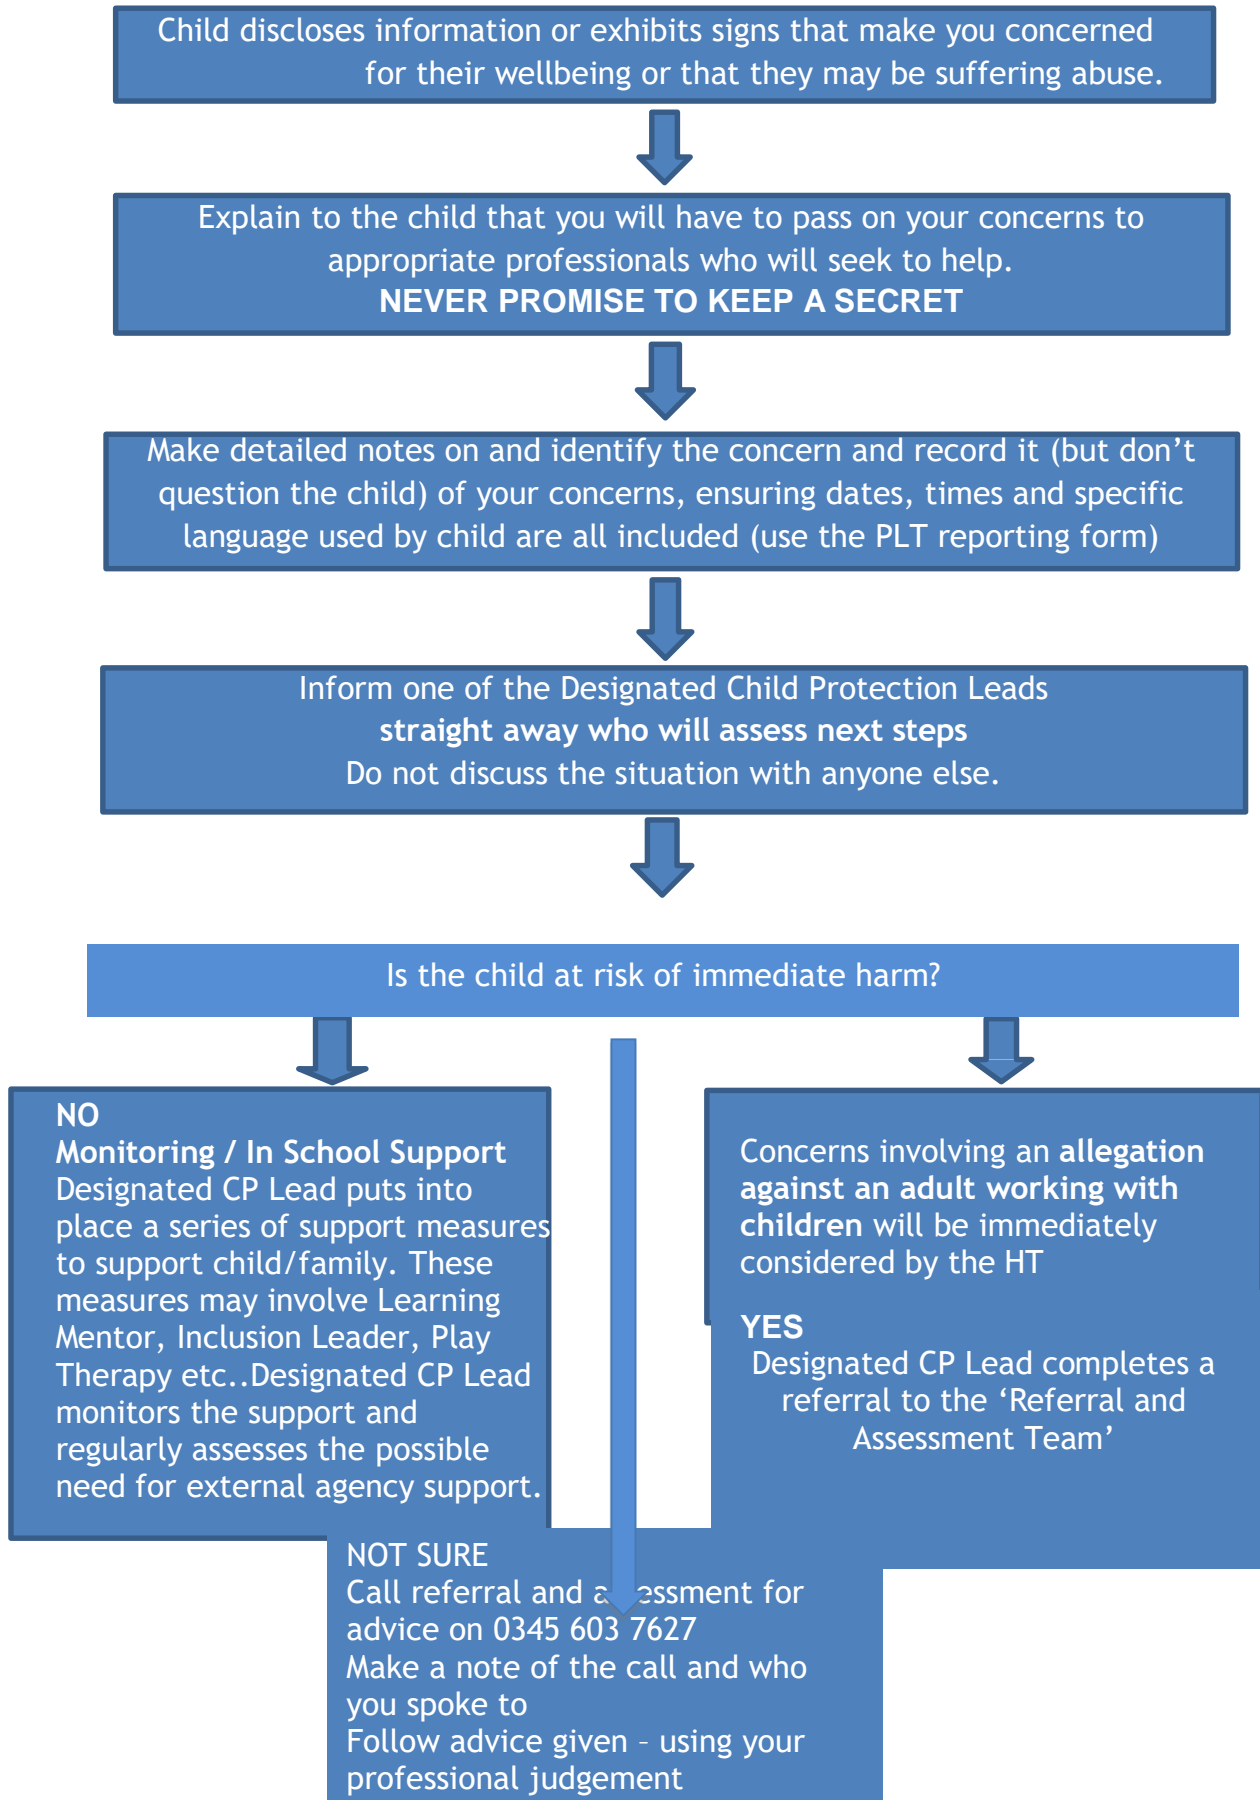 Child discloses information or exhibits signs that make you concerned
for their wellbeing or that they may be suffering abuse.
Explain to the child that you will have to pass on your concerns to
appropriate professionals who will seek to help.
NEVER PROMISE TO KEEP A SECRET
Make detailed notes on and identify the concern and record it (but don’t
question the child) of your concerns, ensuring dates, times and specific
language used by child are all included (use the PLT reporting form)
Inform one of the Designated Child Protection Leads
straight away who will assess next steps
Do not discuss the situation with anyone else.
Is the child at risk of immediate harm?
NO
Monitoring / In School Support
Designated CP Lead puts into
place a series of support measures
to support child/family. These
measures may involve Learning
Mentor, Inclusion Leader, Play
Therapy etc..Designated CP Lead
monitors the support and
regularly assesses the possible
need for external agency support.
Concerns involving an allegation
against an adult working with
children will be immediately
considered by the HT
YES
Designated CP Lead completes a
referral to the ‘Referral and
Assessment Team’
NOT SURE
Call referral and assessment for
advice on 0345 603 7627
Make a note of the call and who
you spoke to
Follow advice given – using your
professional judgement